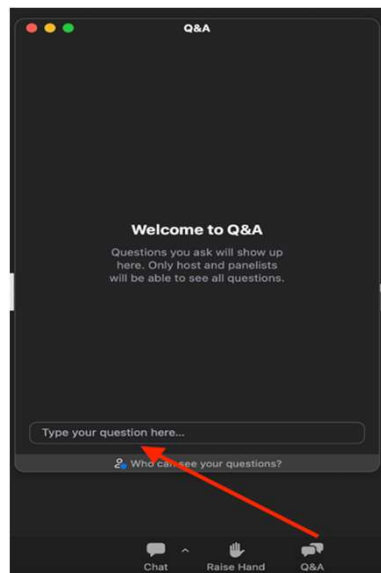 Q&A
Welcome to Q&A
Questions you ask will show up
here. Only host and panelists
will be able to see all questions.
Type your question here...
Who can see your questions?
Chat Raise Hand Q&A